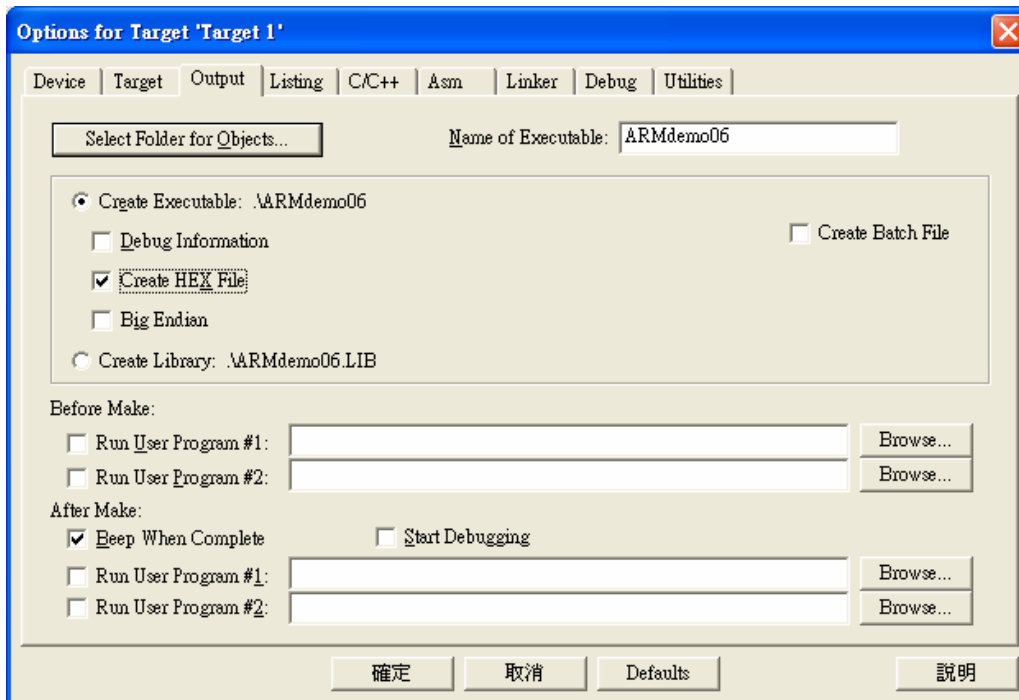 Options for Target 'Target 1'
Device Target Output Listing C/C++ Asm Linker Debug Utilities
Select Folder for Objects... Name of Executable: ARMdemo06
Create Executable: .\ARMdemo06
Debug Information Create Batch File
Create HEX File
Big Endian
Create Library: .\ARMdemo06.LIB
Before Make:
Run User Program #1: Browse...
Run User Program #2: Browse...
After Make:
Beep When Complete Start Debugging
Run User Program #1: Browse...
Run User Program #2: Browse...
確定 取消 Defaults 說明